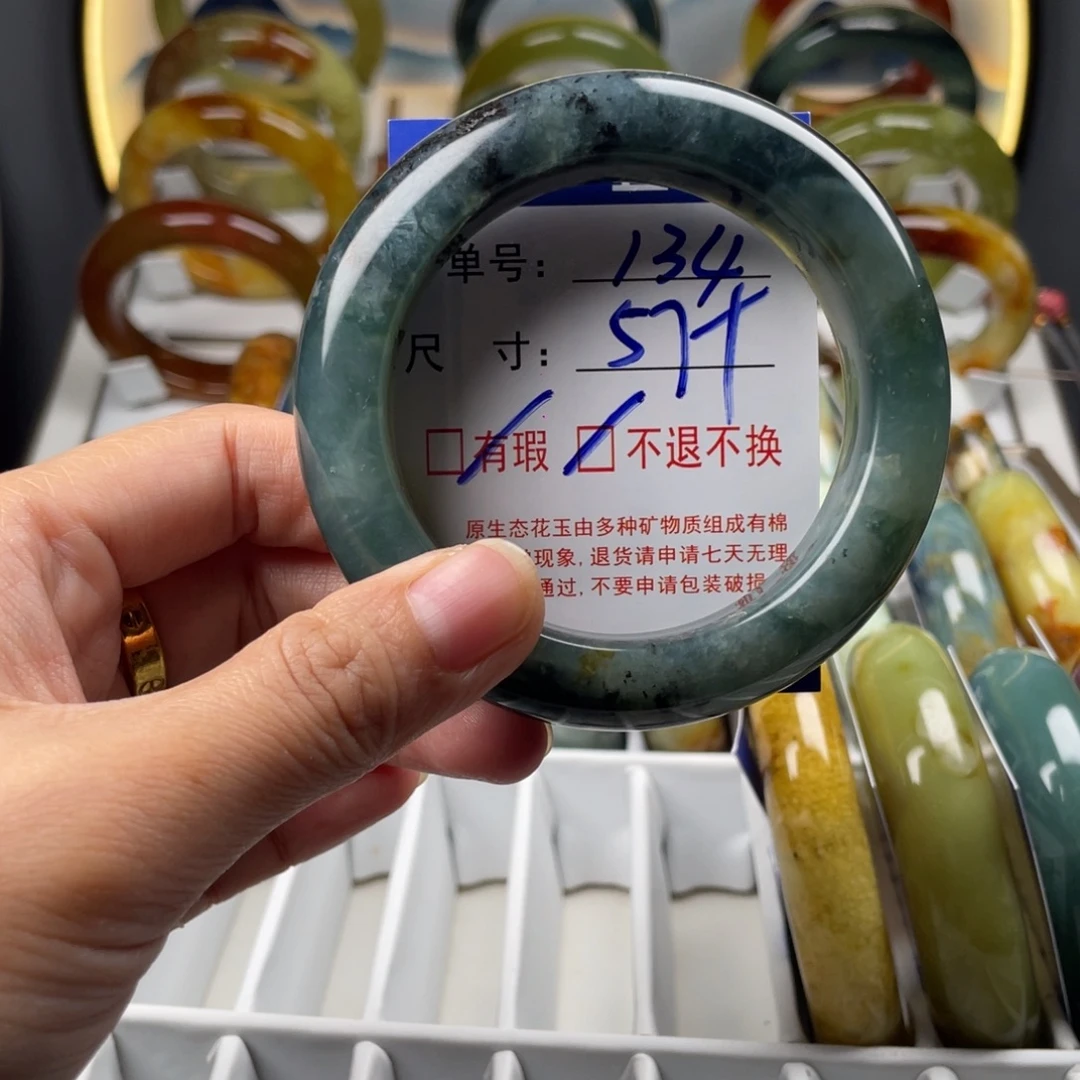 单号: 134
尺 寸: 57+
□有瑕 □不退不换
原生态花玉由多种矿物质组成有棉
现象, 退货请申请七天无理
通过, 不要申请包装破损